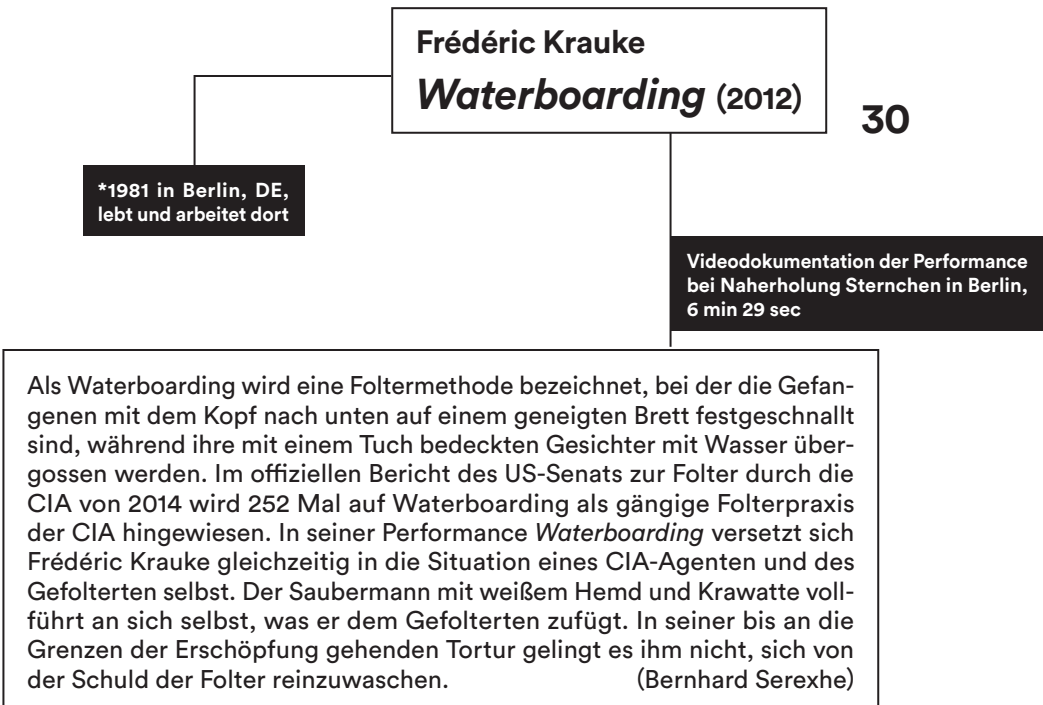 Frédéric Krauke
Waterboarding (2012)
30
*1981 in Berlin, DE,
lebt und arbeitet dort
Videodokumentation der Performance
bei Naherholung Sternchen in Berlin,
6 min 29 sec
Als Waterboarding wird eine Foltermethode bezeichnet, bei der die Gefan-
genen mit dem Kopf nach unten auf einem geneigten Brett festgeschnallt
sind, während ihre mit einem Tuch bedeckten Gesichter mit Wasser über-
gossen werden. Im offiziellen Bericht des US-Senats zur Folter durch die
CIA von 2014 wird 252 Mal auf Waterboarding als gängige Folterpraxis
der CIA hingewiesen. In seiner Performance Waterboarding versetzt sich
Frédéric Krauke gleichzeitig in die Situation eines CIA-Agenten und des
Gefolterten selbst. Der Saubermann mit weißem Hemd und Krawatte voll-
führt an sich selbst, was er dem Gefolterten zufügt. In seiner bis an die
Grenzen der Erschöpfung gehenden Tortur gelingt es ihm nicht, sich von
der Schuld der Folter reinzuwaschen. (Bernhard Serexhe)